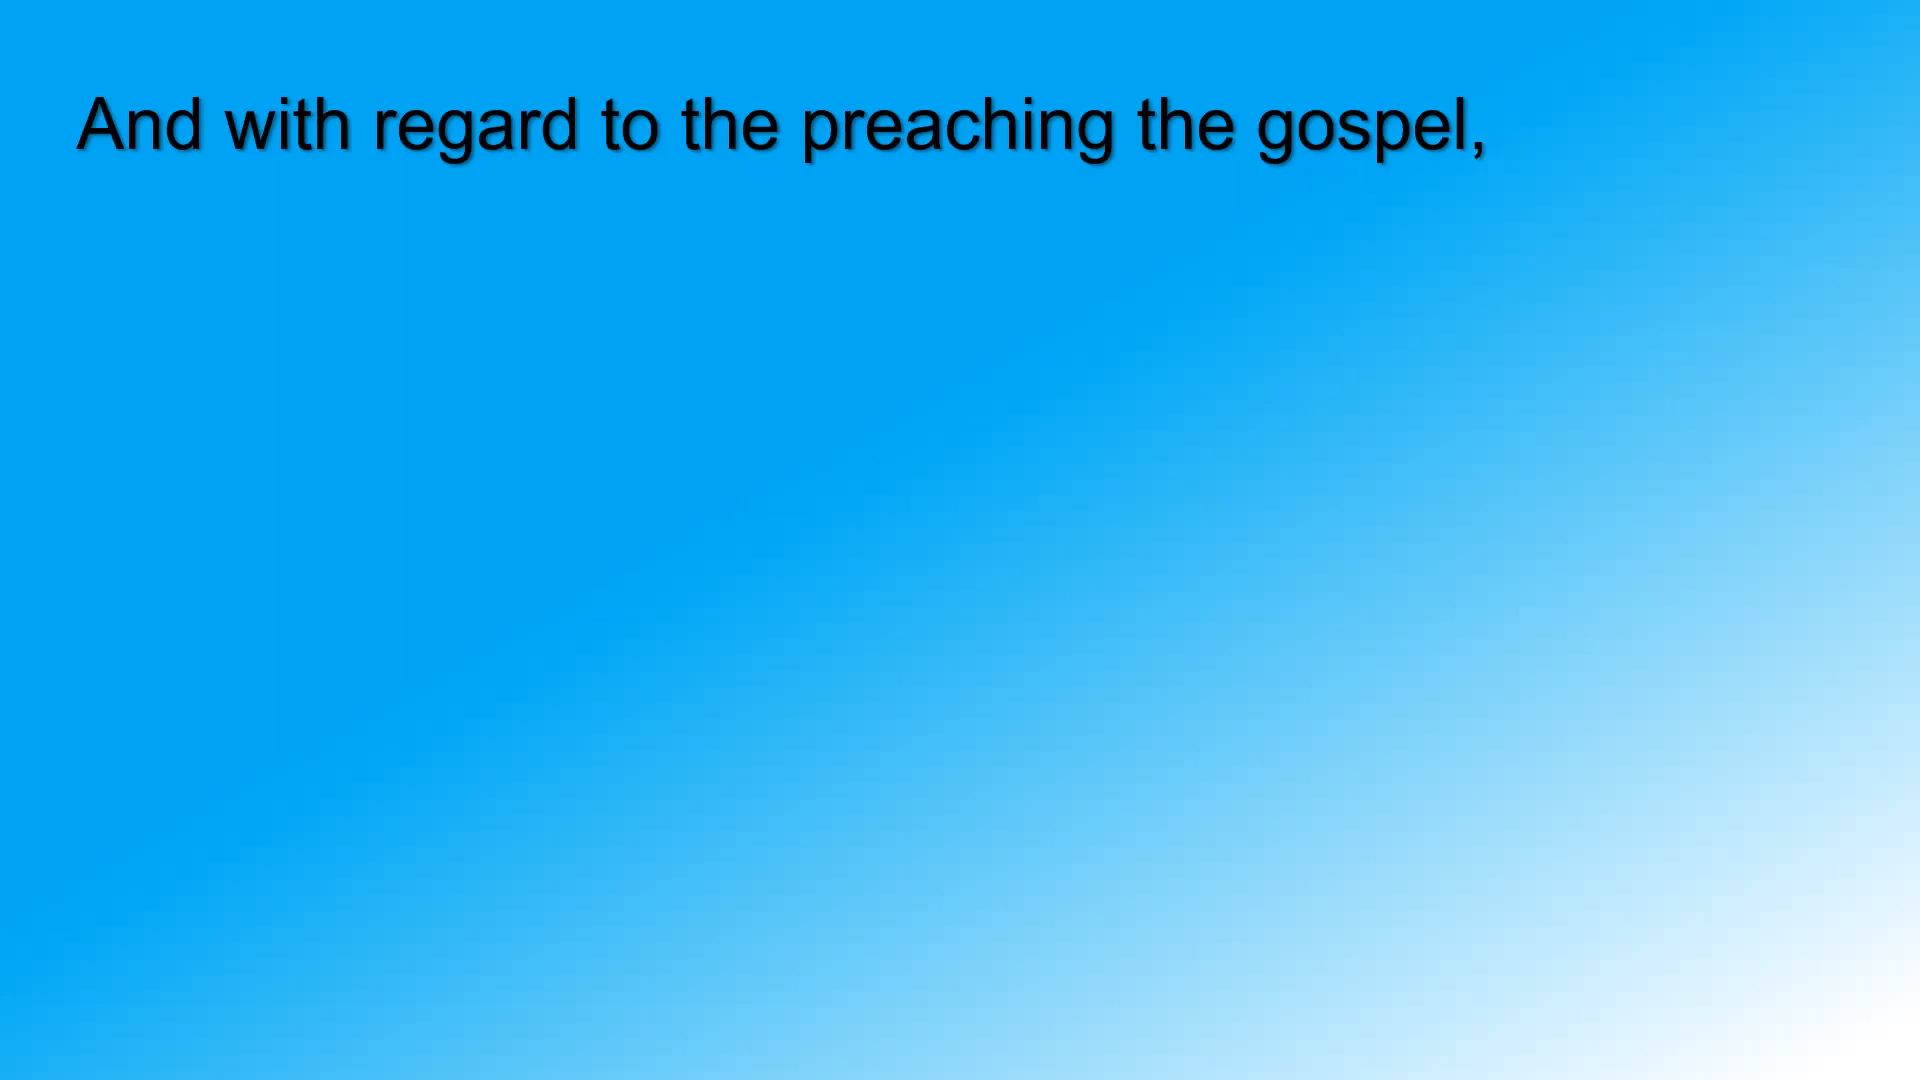 And with regard to the preaching the gospel,